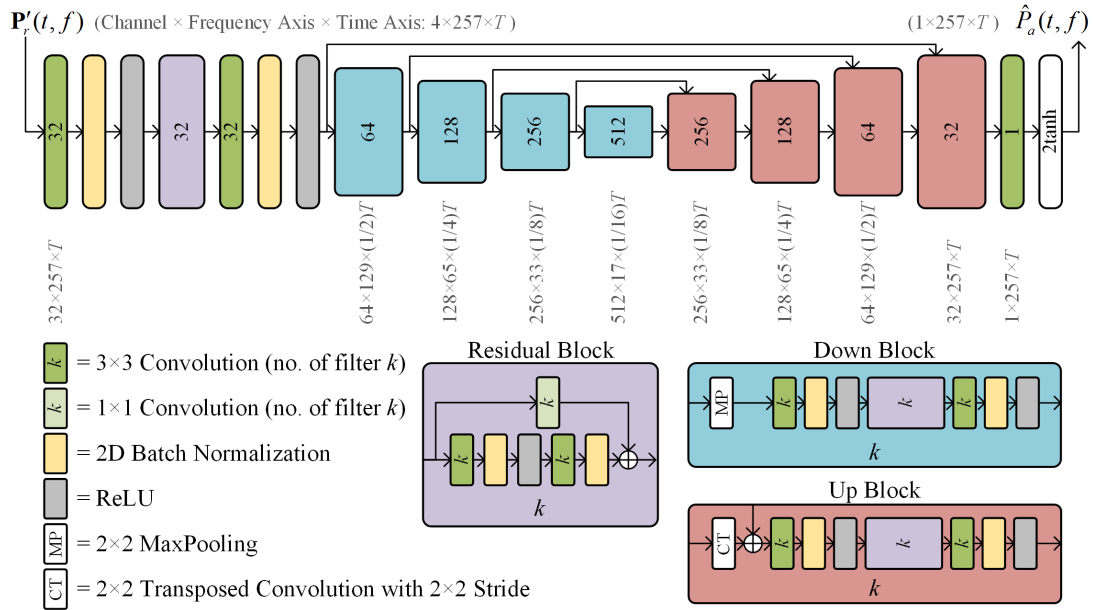 P′r(t, f) (Channel × Frequency Axis × Time Axis: 4×257×T)
(1×257×T) P̂a(t, f)
32
32
32
64
128
256
512
256
128
64
32
1
2tanh
32×257×T
64×129×(1/2)T
128×65×(1/4)T
256×33×(1/8)T
512×17×(1/16)T
256×33×(1/8)T
128×65×(1/4)T
64×129×(1/2)T
32×257×T
1×257×T
k = 3×3 Convolution (no. of filter k)
k = 1×1 Convolution (no. of filter k)
= 2D Batch Normalization
= ReLU
MP = 2×2 MaxPooling
CT = 2×2 Transposed Convolution with 2×2 Stride
Residual Block
k
k
k
k
Down Block
MP
k
k
k
k
Up Block
CT
k
k
k
k